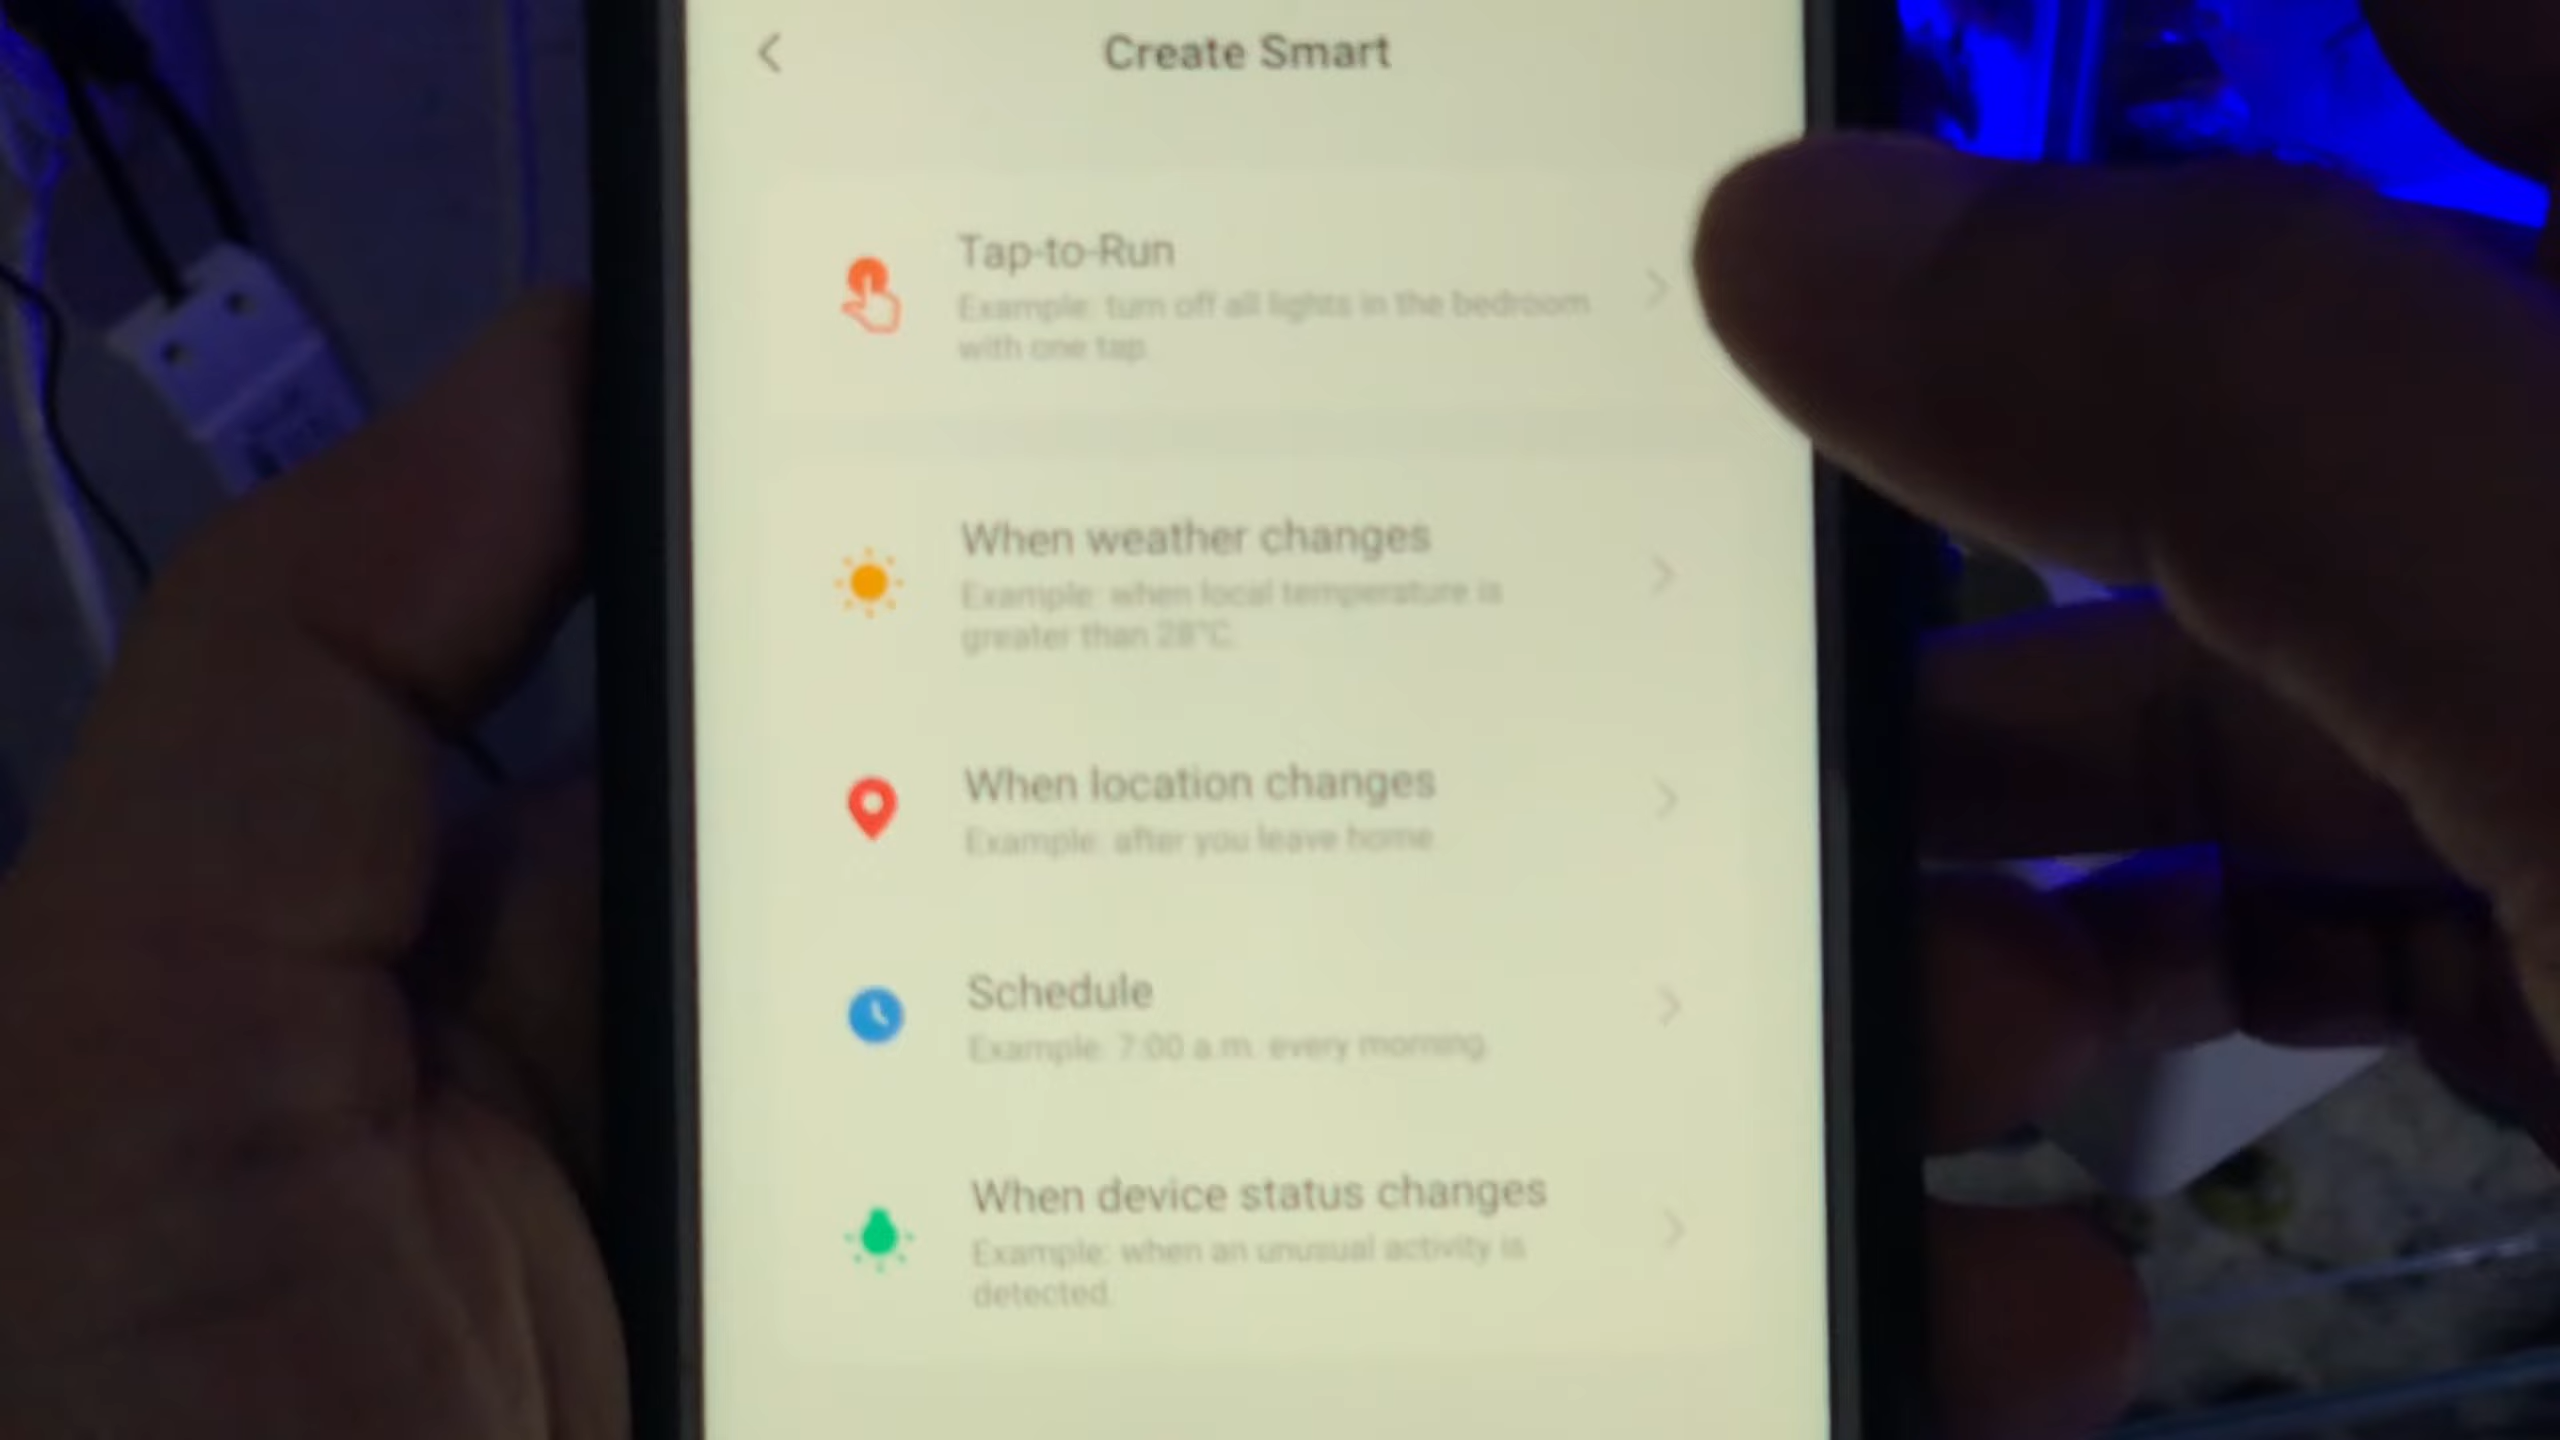 Create Smart
Tap-to-Run
Example: turn off all lights in the bedroom
with one tap.
When weather changes
Example: when local temperature is
greater than 28°C.
When location changes
Example: after you leave home.
Schedule
Example: 7:00 a.m. every morning.
When device status changes
Example: when an unusual activity is
detected.